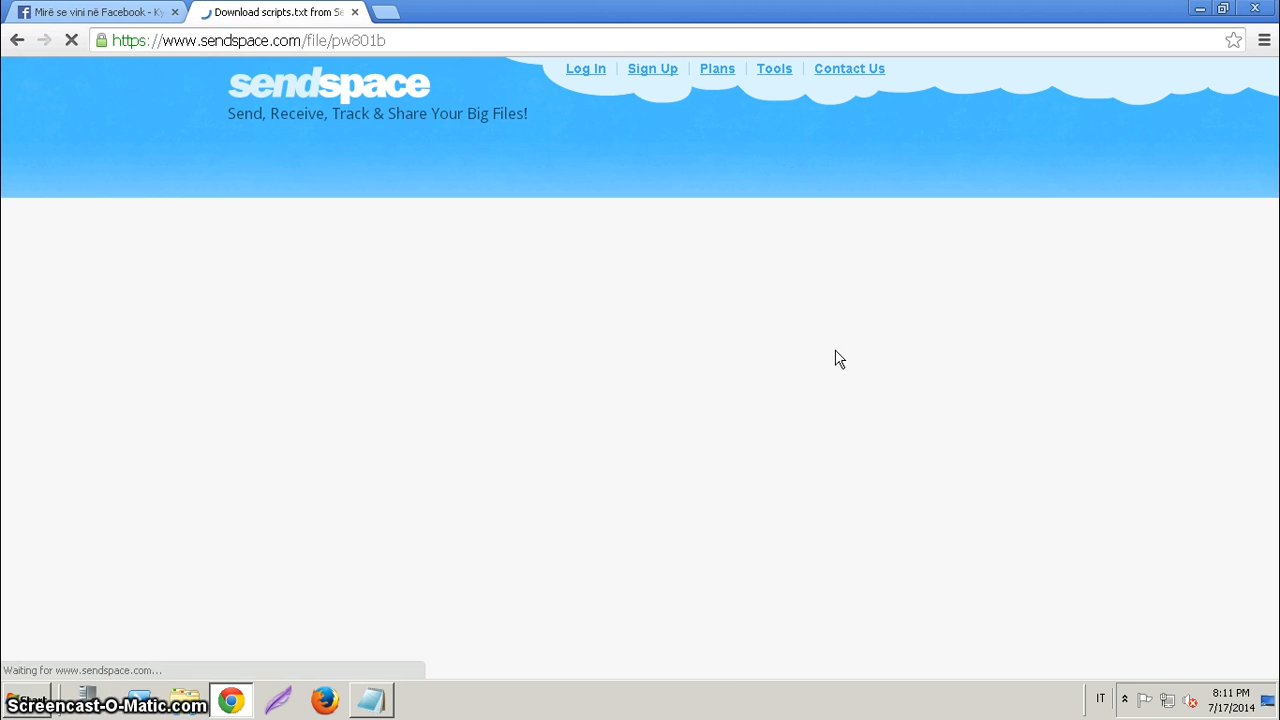 Mirë se vini në Facebook - Ky
Download scripts.txt from Se
https://www.sendspace.com/file/pw801b
sendspace
Log In
Sign Up
Plans
Tools
Contact Us
Send, Receive, Track & Share Your Big Files!
Waiting for www.sendspace.com...
Screencast-O-Matic.com
IT
8:11 PM
7/17/2014